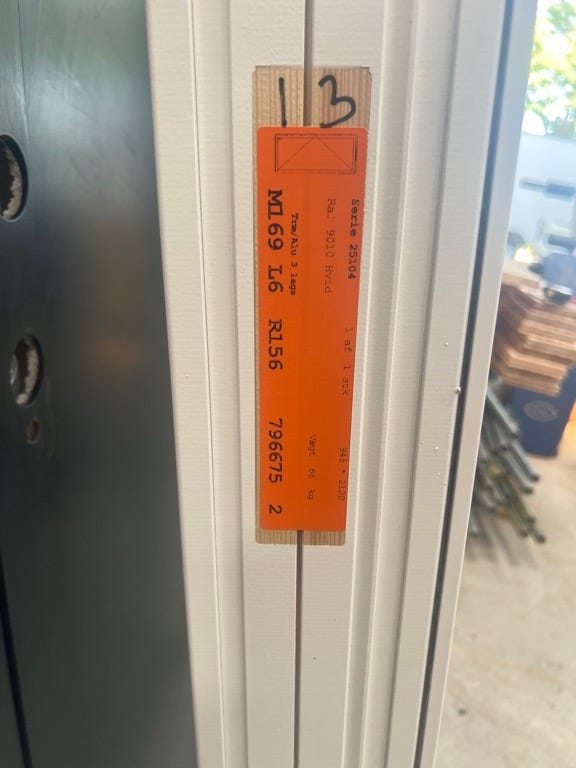 13
Serie 25104 1 af 1 stk 945 * 2120
Ral 9010 Hvid Vægt 66 kg
Træ/Alu 3 lags
M169 L6 R156 796675 2